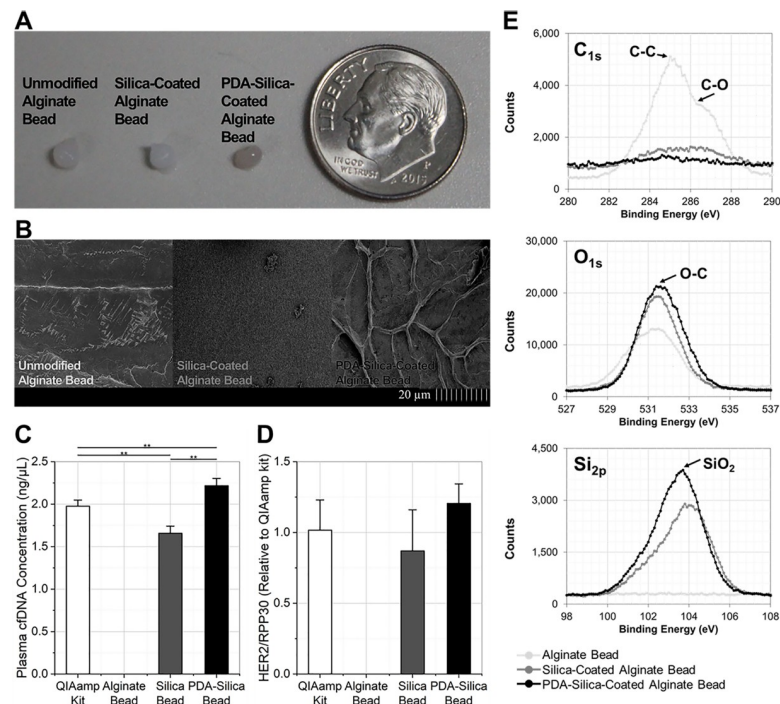 A
Unmodified
Alginate
Bead
Silica-Coated
Alginate
Bead
PDA-Silica-
Coated
Alginate
Bead
LIBERTY
IN GOD
WE TRUST
P
2015
B
Unmodified
Alginate Bead
Silica-Coated
Alginate Bead
PDA-Silica-Coated
Alginate Bead
20 µm
C
Plasma cfDNA Concentration (ng/µL)
2.5
2.0
1.5
1.0
0.5
0.0
**
**
**
QIAamp
Kit
Alginate
Bead
Silica
Bead
PDA-Silica
Bead
D
HER2/RPP30 (Relative to QIAamp kit)
1.5
1.0
0.5
0.0
QIAamp
Kit
Alginate
Bead
Silica
Bead
PDA-Silica
Bead
E
C1s
C-C
C-O
Counts
6,000
4,000
2,000
0
280 282 284 286 288 290
Binding Energy (eV)
O1s
O-C
Counts
30,000
20,000
10,000
0
527 529 531 533 535 537
Binding Energy (eV)
Si2p
SiO2
Counts
4,500
3,000
1,500
0
98 100 102 104 106 108
Binding Energy (eV)
Alginate Bead
Silica-Coated Alginate Bead
PDA-Silica-Coated Alginate Bead